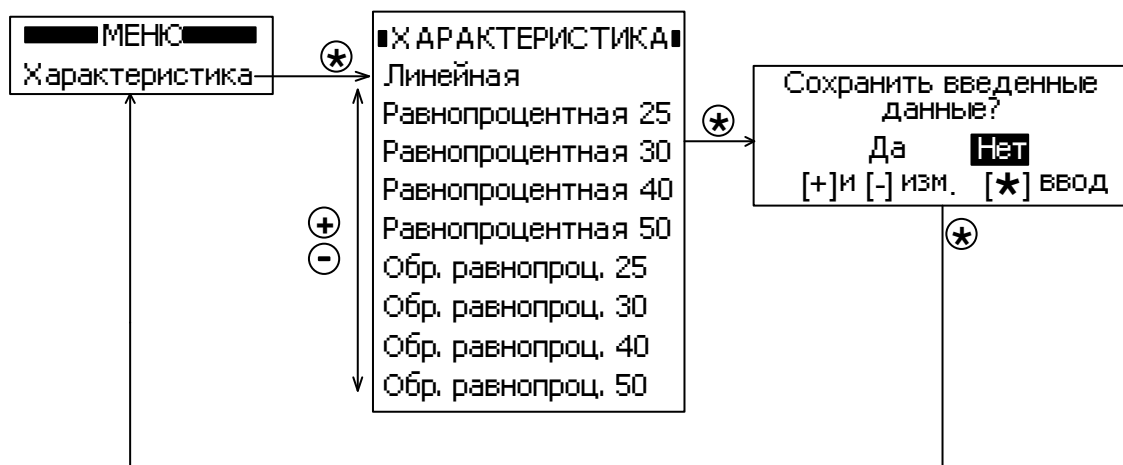 МЕНЮ
Характеристика
ХАРАКТЕРИСТИКА
Линейная
Равнопроцентная 25
Равнопроцентная 30
Равнопроцентная 40
Равнопроцентная 50
Обр. равнопроц. 25
Обр. равнопроц. 30
Обр. равнопроц. 40
Обр. равнопроц. 50
Сохранить введенные
данные?
Да Нет
[+]и [-] изм. [*] ввод